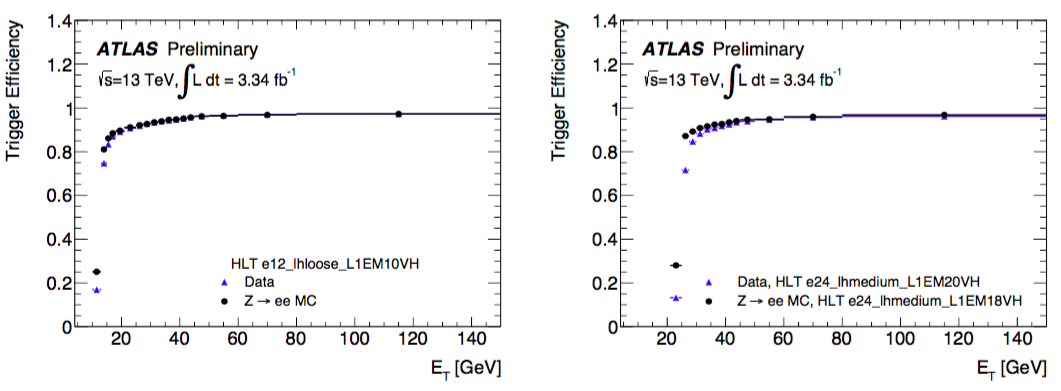 Trigger Efficiency
1.4
1.2
1
0.8
0.6
0.4
0.2
0
ATLAS Preliminary
√s=13 TeV, ∫L dt = 3.34 fb⁻¹
HLT e12_lhloose_L1EM10VH
Data
Z → ee MC
20 40 60 80 100 120 140
E_T [GeV]
Trigger Efficiency
1.4
1.2
1
0.8
0.6
0.4
0.2
0
ATLAS Preliminary
√s=13 TeV, ∫L dt = 3.34 fb⁻¹
Data, HLT e24_lhmedium_L1EM20VH
Z → ee MC, HLT e24_lhmedium_L1EM18VH
20 40 60 80 100 120 140
E_T [GeV]